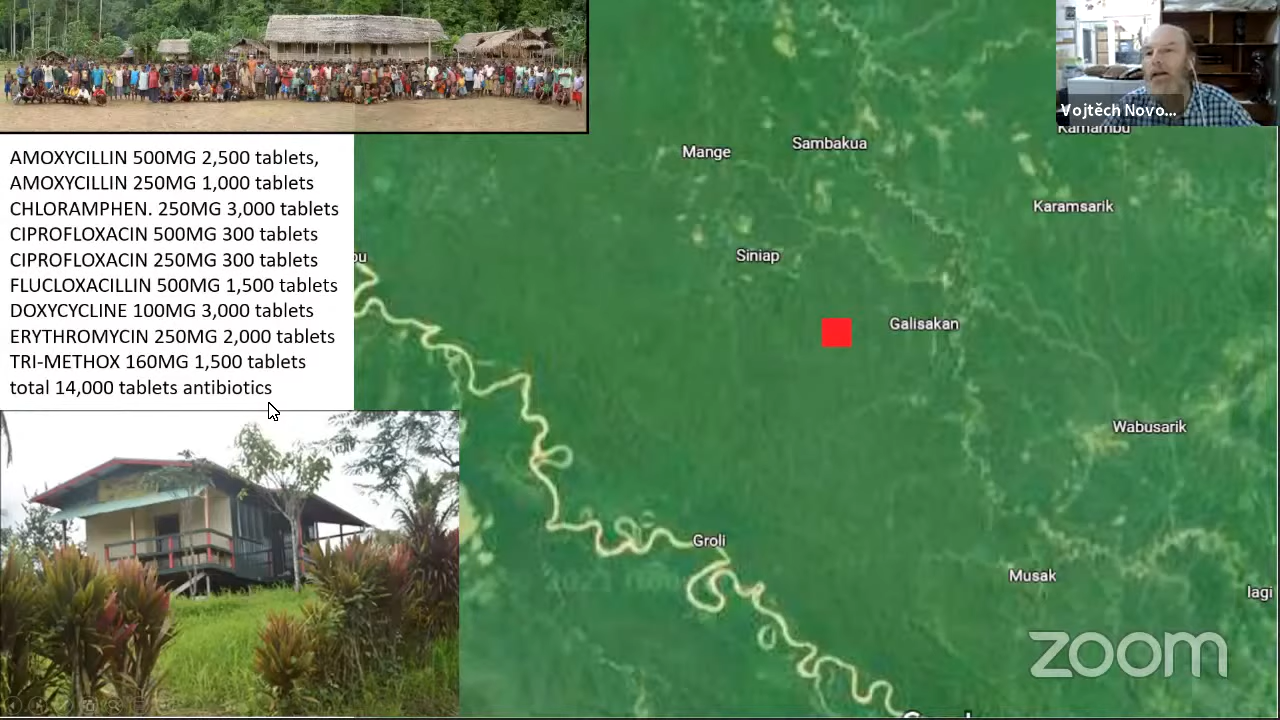 Vojtěch Novo...
AMOXYCILLIN 500MG 2,500 tablets,
AMOXYCILLIN 250MG 1,000 tablets
CHLORAMPHEN. 250MG 3,000 tablets
CIPROFLOXACIN 500MG 300 tablets
CIPROFLOXACIN 250MG 300 tablets
FLUCLOXACILLIN 500MG 1,500 tablets
DOXYCYCLINE 100MG 3,000 tablets
ERYTHROMYCIN 250MG 2,000 tablets
TRI-METHOX 160MG 1,500 tablets
total 14,000 tablets antibiotics
Kamambu
Mange
Sambakua
Karamsarik
Siniap
Galisakan
Wabusarik
Groli
Musak
zoom